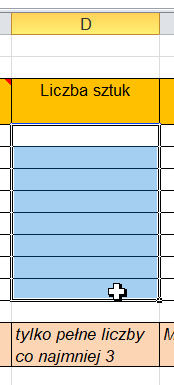 D
Liczba sztuk
tylko pełne liczby
co najmniej 3